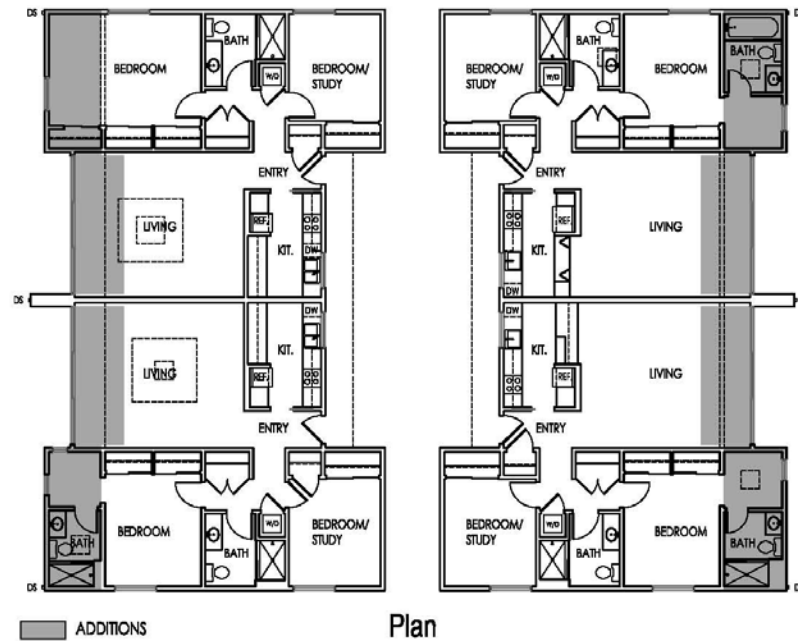 DS
BATH
BEDROOM
W/D
BEDROOM/
STUDY
ENTRY
REF.
LIVING
KIT.
DW
DS
DW
KIT.
LIVING
REF.
ENTRY
BEDROOM
W/D
BEDROOM/
STUDY
BATH
BATH
DS
BATH
BEDROOM/
STUDY
W/D
BEDROOM
BATH
ENTRY
REF.
KIT.
LIVING
DW
DW
KIT.
LIVING
REF.
ENTRY
BEDROOM/
STUDY
W/D
BATH
BEDROOM
BATH
ADDITIONS
Plan